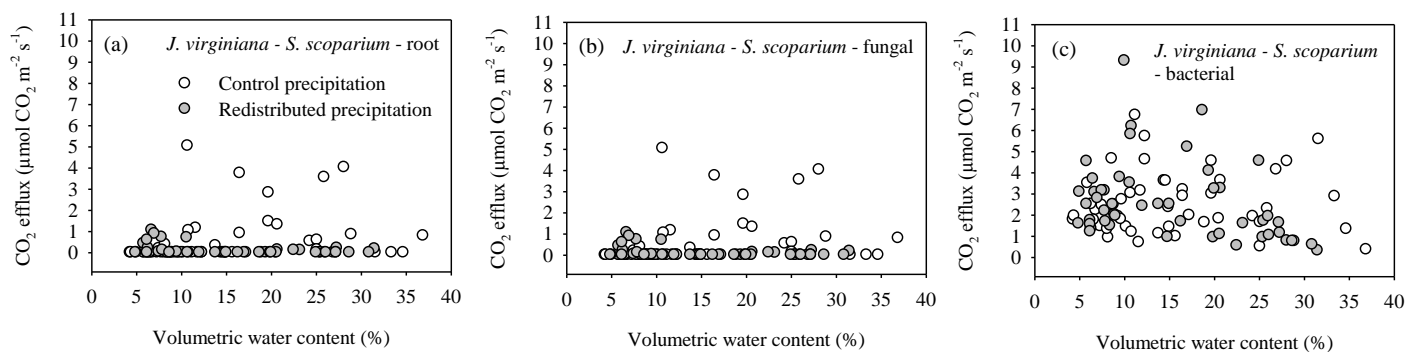 11
10
9
8
7
6
5
4
3
2
1
0
CO₂ efflux (µmol CO₂ m⁻² s⁻¹)
(a) J. virginiana - S. scoparium - root
Control precipitation
Redistributed precipitation
0 5 10 15 20 25 30 35 40
Volumetric water content (%)
11
10
9
8
7
6
5
4
3
2
1
0
CO₂ efflux (µmol CO₂ m⁻² s⁻¹)
(b) J. virginiana - S. scoparium - fungal
0 5 10 15 20 25 30 35 40
Volumetric water content (%)
11
10
9
8
7
6
5
4
3
2
1
0
CO₂ efflux (µmol CO₂ m⁻² s⁻¹)
(c) J. virginiana - S. scoparium
- bacterial
0 5 10 15 20 25 30 35 40
Volumetric water content (%)